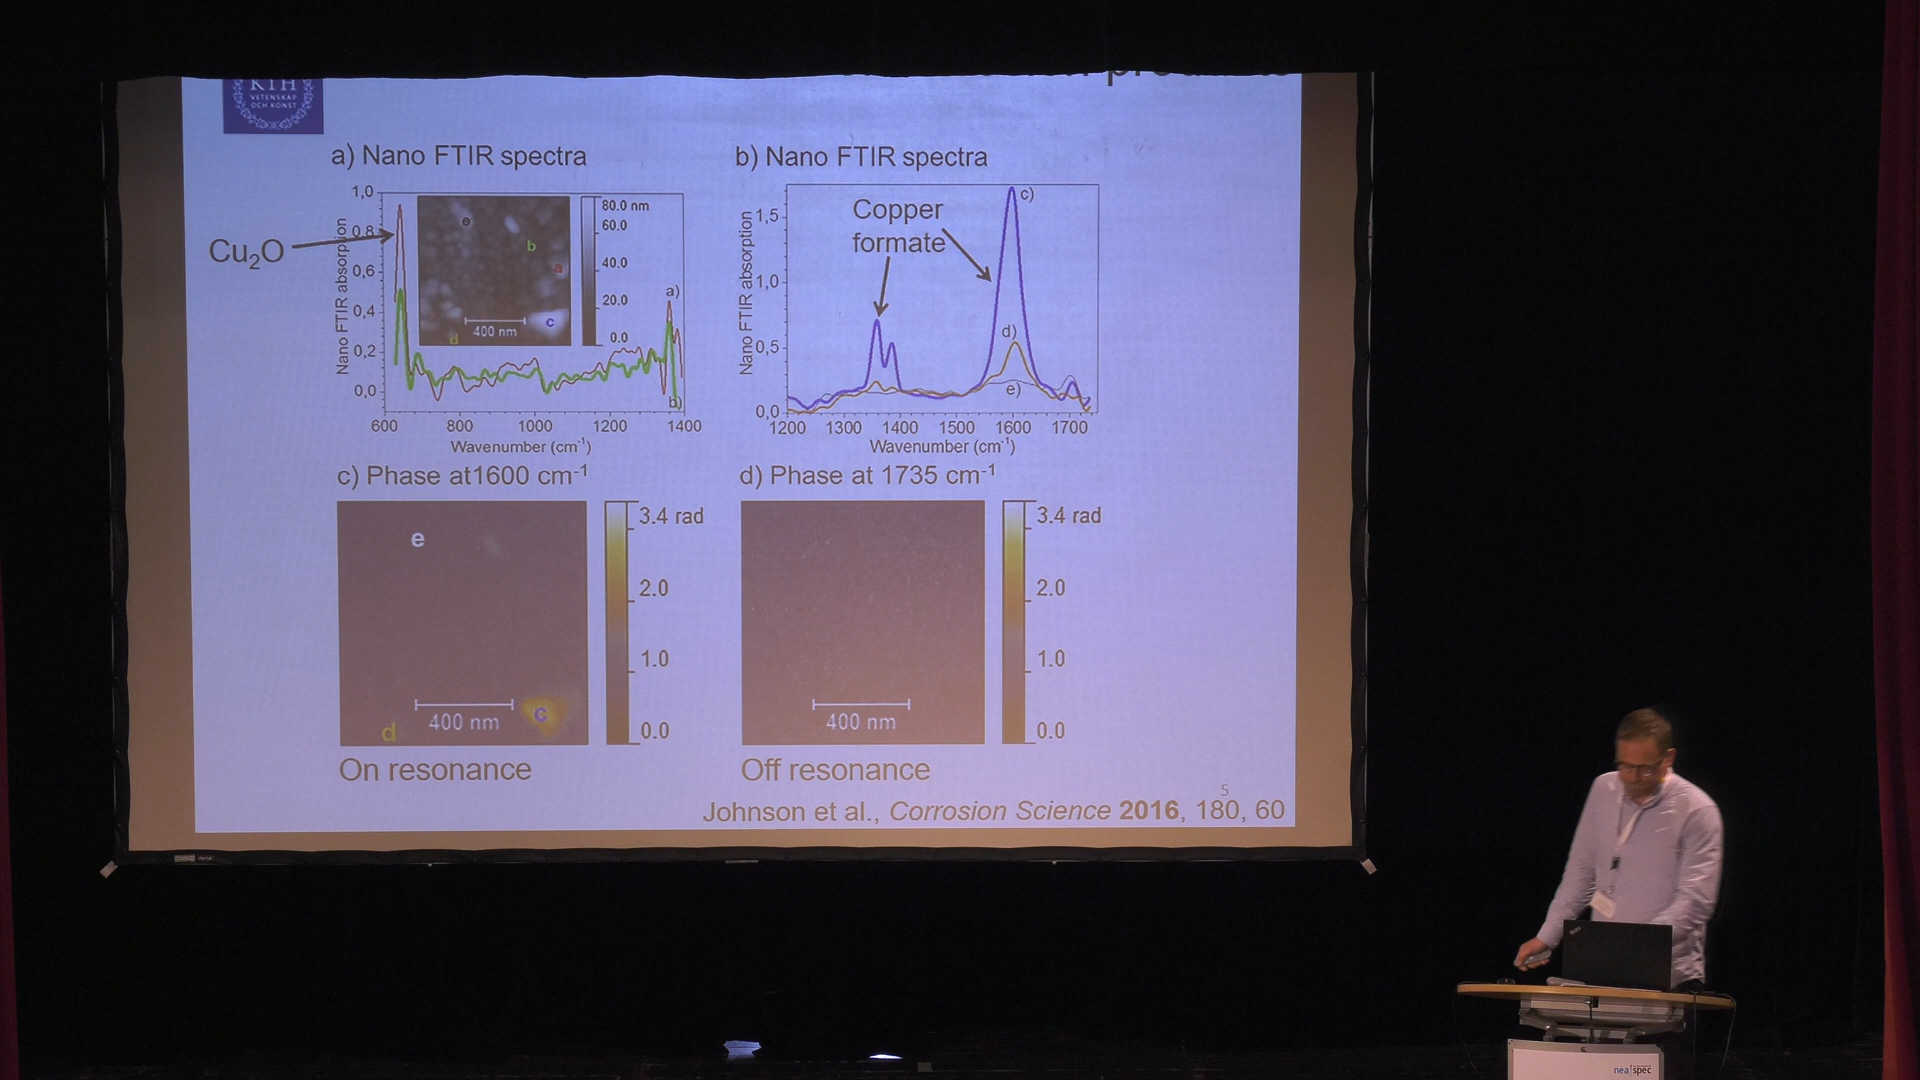 KTH
VETENSKAP
OCH KONST
a) Nano FTIR spectra
Cu2O
Nano FTIR absorption
1,0
0,8
0,6
0,4
0,2
0,0
600 800 1000 1200 1400
Wavenumber (cm-1)
80.0 nm
60.0
40.0
20.0
0.0
b
a
c
d
400 nm
a)
b)
b) Nano FTIR spectra
Copper
formate
Nano FTIR absorption
1,5
1,0
0,5
0,0
1200 1300 1400 1500 1600 1700
Wavenumber (cm-1)
c)
d)
e)
c) Phase at1600 cm-1
e
d
c
400 nm
3.4 rad
2.0
1.0
0.0
On resonance
d) Phase at 1735 cm-1
400 nm
3.4 rad
2.0
1.0
0.0
Off resonance
5
Johnson et al., Corrosion Science 2016, 180, 60
nea|spec